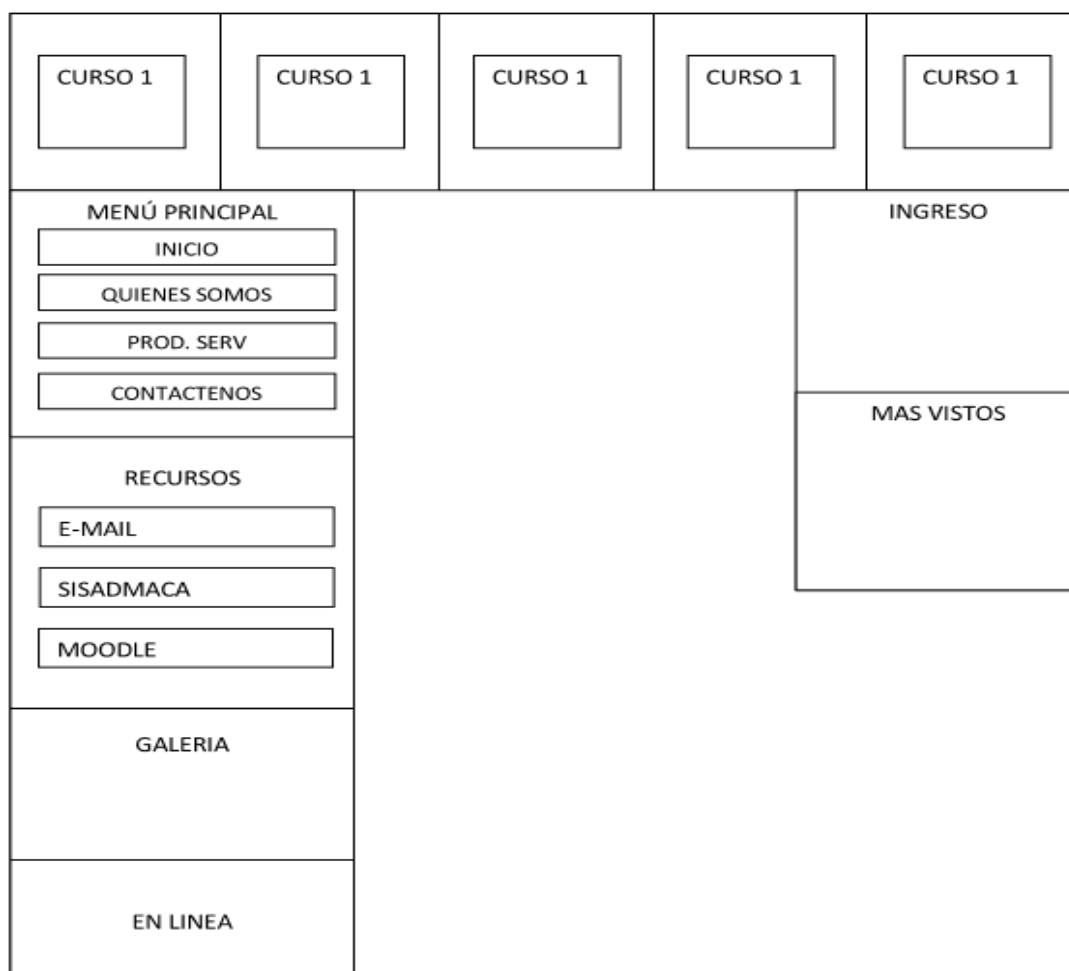 CURSO 1
CURSO 1
CURSO 1
CURSO 1
CURSO 1
MENÚ PRINCIPAL
INICIO
QUIENES SOMOS
PROD. SERV
CONTACTENOS
RECURSOS
E-MAIL
SISADMACA
MOODLE
GALERIA
EN LINEA
INGRESO
MAS VISTOS